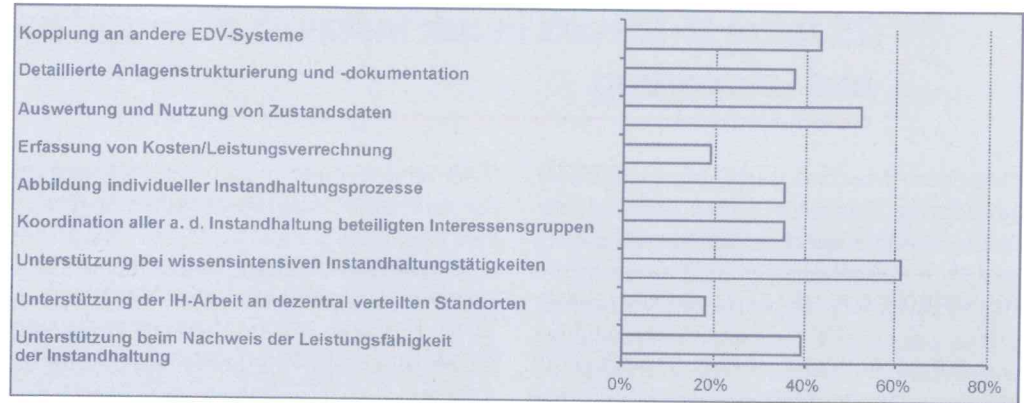 Kopplung an andere EDV-Systeme
Detaillierte Anlagenstrukturierung und -dokumentation
Auswertung und Nutzung von Zustandsdaten
Erfassung von Kosten/Leistungsverrechnung
Abbildung individueller Instandhaltungsprozesse
Koordination aller a. d. Instandhaltung beteiligten Interessensgruppen
Unterstützung bei wissensintensiven Instandhaltungstätigkeiten
Unterstützung der IH-Arbeit an dezentral verteilten Standorten
Unterstützung beim Nachweis der Leistungsfähigkeit
der Instandhaltung
0% 20% 40% 60% 80%